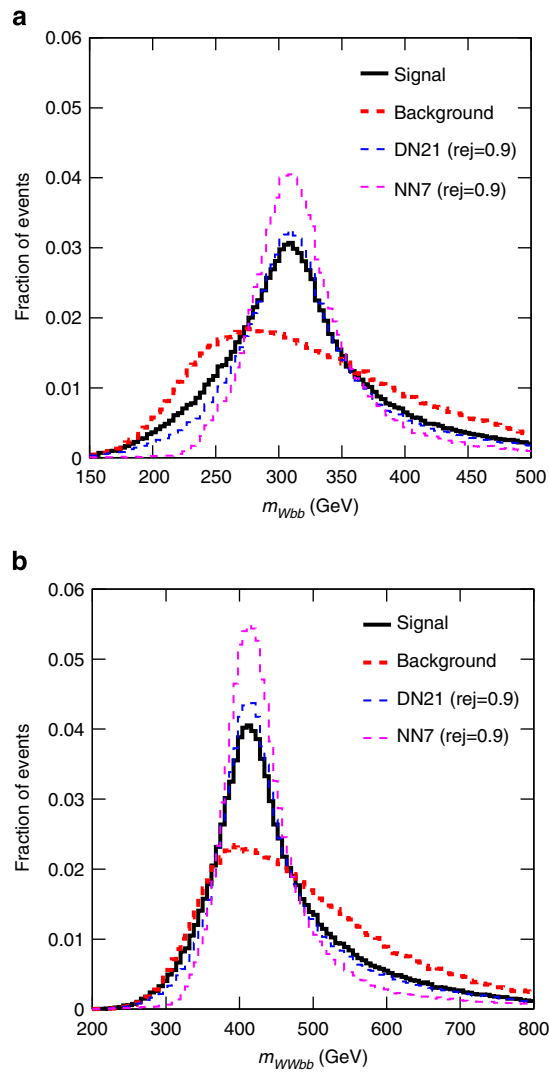 a
0.06
0.05
0.04
0.03
0.02
0.01
0
Fraction of events
Signal
Background
DN21 (rej=0.9)
NN7 (rej=0.9)
150 200 250 300 350 400 450 500
mWbb (GeV)
b
0.06
0.05
0.04
0.03
0.02
0.01
0
Fraction of events
Signal
Background
DN21 (rej=0.9)
NN7 (rej=0.9)
200 300 400 500 600 700 800
mWWbb (GeV)